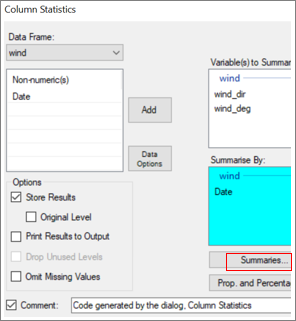 Column Statistics
Data Frame:
wind
Variable(s) to Summar
Non-numeric(s)
Date
wind
wind_dir
wind_deg
Add
Data
Options
Summarise By:
wind
Date
Options
Store Results
Original Level
Print Results to Output
Drop Unused Levels
Omit Missing Values
Summaries...
Prop. and Percenta
Comment:
Code generated by the dialog, Column Statistics